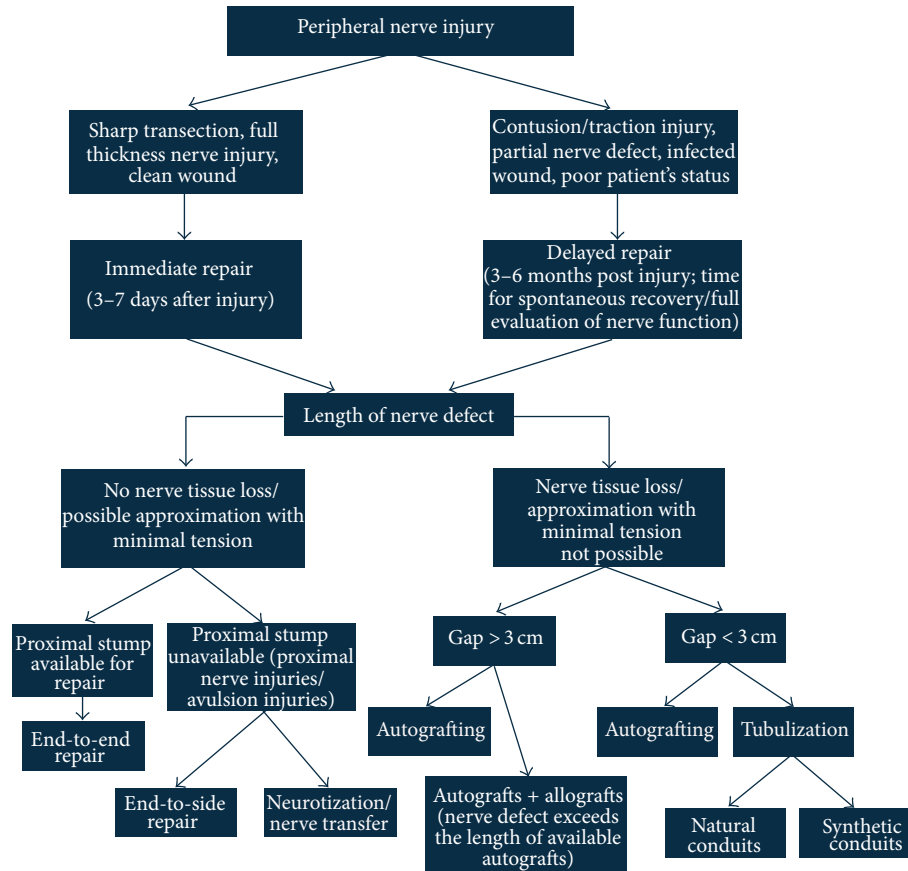 Peripheral nerve injury
Sharp transection, full
thickness nerve injury,
clean wound
Contusion/traction injury,
partial nerve defect, infected
wound, poor patient's status
Immediate repair
(3–7 days after injury)
Delayed repair
(3–6 months post injury; time
for spontaneous recovery/full
evaluation of nerve function)
Length of nerve defect
No nerve tissue loss/
possible approximation with
minimal tension
Nerve tissue loss/
approximation with
minimal tension
not possible
Proximal stump
available for
repair
Proximal stump
unavailable (proximal
nerve injuries/
avulsion injuries)
Gap > 3 cm
Gap < 3 cm
End-to-end
repair
Autografting
Autografting
Tubulization
End-to-side
repair
Neurotization/
nerve transfer
Autografts + allografts
(nerve defect exceeds
the length of available
autografts)
Natural
conduits
Synthetic
conduits